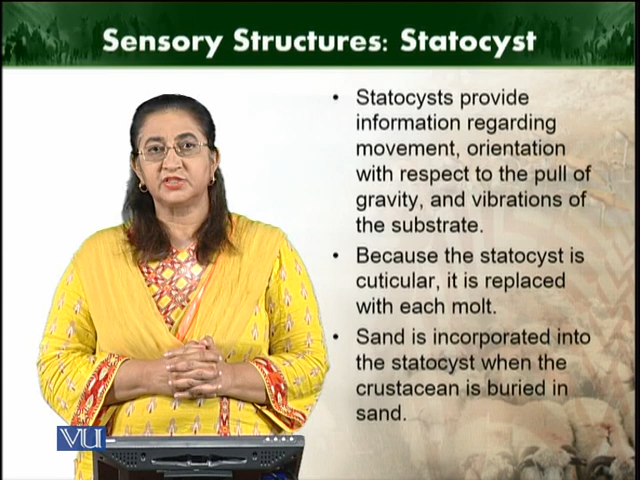 Sensory Structures: Statocyst
• Statocysts provide
information regarding
movement, orientation
with respect to the pull of
gravity, and vibrations of
the substrate.
• Because the statocyst is
cuticular, it is replaced
with each molt.
• Sand is incorporated into
the statocyst when the
crustacean is buried in
sand.
VU